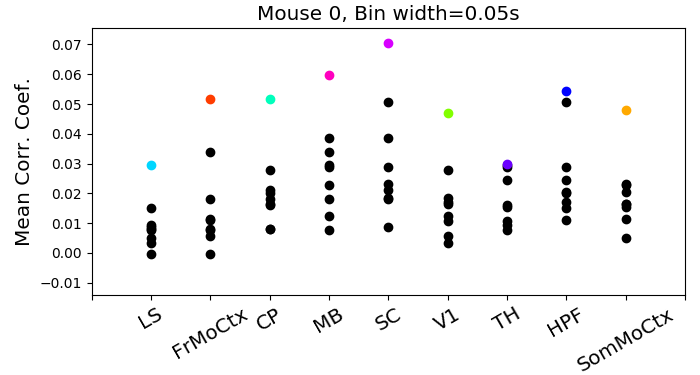 Mouse 0, Bin width=0.05s
Mean Corr. Coef.
0.07
0.06
0.05
0.04
0.03
0.02
0.01
0.00
−0.01
LS
FrMoCtx
CP
MB
SC
V1
TH
HPF
SomMoCtx